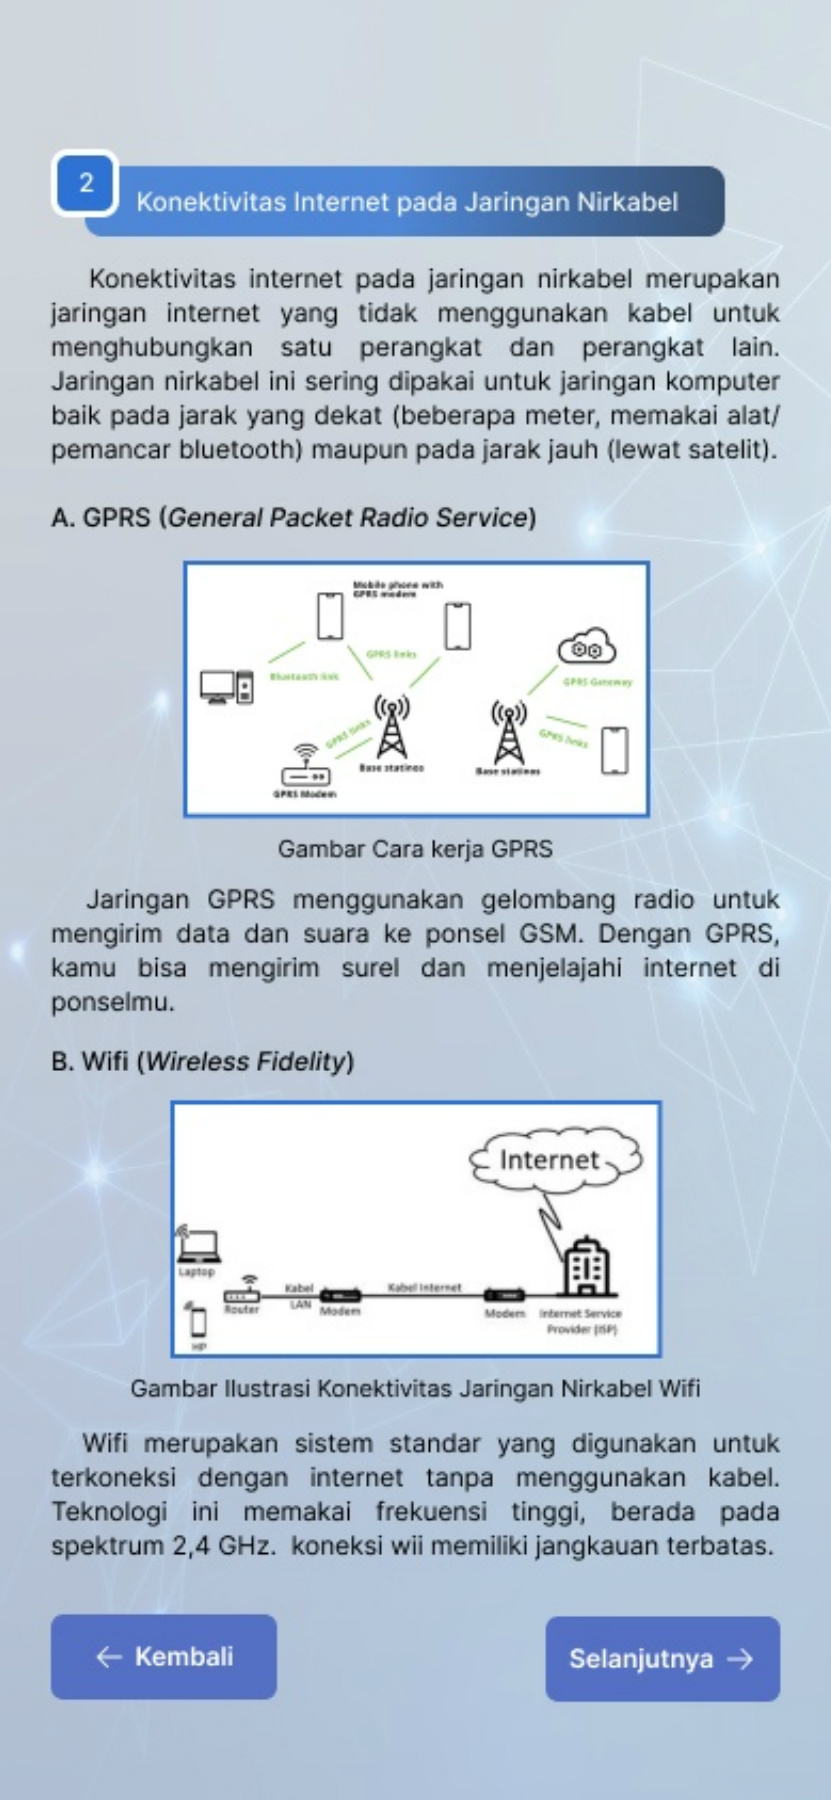 2
Konektivitas Internet pada Jaringan Nirkabel
Konektivitas internet pada jaringan nirkabel merupakan
jaringan internet yang tidak menggunakan kabel untuk
menghubungkan satu perangkat dan perangkat lain.
Jaringan nirkabel ini sering dipakai untuk jaringan komputer
baik pada jarak yang dekat (beberapa meter, memakai alat/
pemancar bluetooth) maupun pada jarak jauh (lewat satelit).
A. GPRS (General Packet Radio Service)
Mobile phone with
GPRS modem
GPRS links
Bluetooth link
GPRS Gateway
GPRS links
GPRS links
Base statinos
Base statinos
GPRS Modem
Gambar Cara kerja GPRS
Jaringan GPRS menggunakan gelombang radio untuk
mengirim data dan suara ke ponsel GSM. Dengan GPRS,
kamu bisa mengirim surel dan menjelajahi internet di
ponselmu.
B. Wifi (Wireless Fidelity)
Internet
Laptop
Kabel
LAN
Kabel Internet
Router
Modem
Modem
Internet Service
Provider (ISP)
HP
Gambar Ilustrasi Konektivitas Jaringan Nirkabel Wifi
Wifi merupakan sistem standar yang digunakan untuk
terkoneksi dengan internet tanpa menggunakan kabel.
Teknologi ini memakai frekuensi tinggi, berada pada
spektrum 2,4 GHz. koneksi wii memiliki jangkauan terbatas.
← Kembali
Selanjutnya →